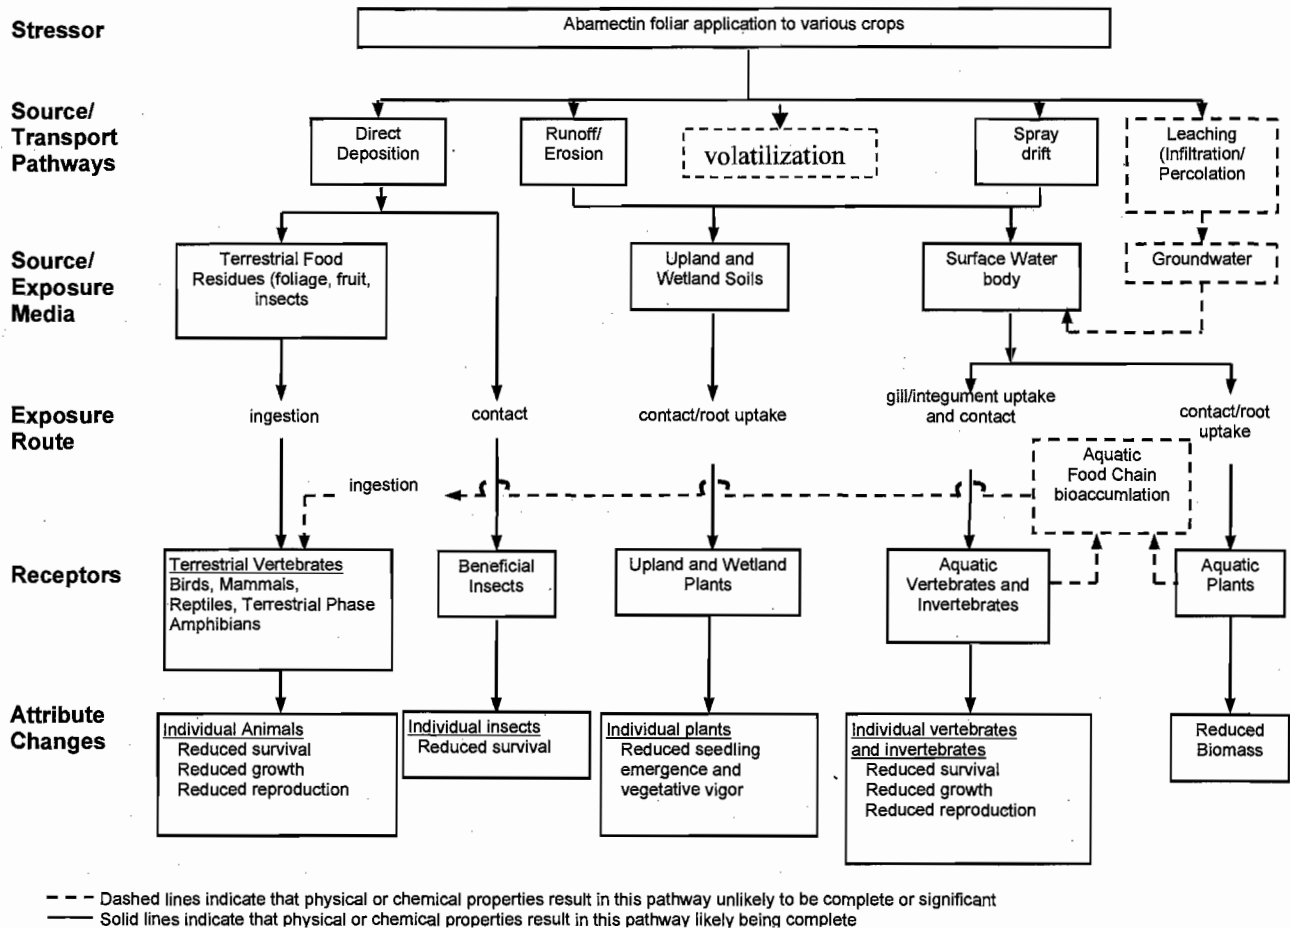 Stressor
Abamectin foliar application to various crops
Source/
Transport
Pathways
Direct
Deposition
Runoff/
Erosion
volatilization
Spray
drift
Leaching
(Infiltration/
Percolation
Source/
Exposure
Media
Terrestrial Food
Residues (foliage, fruit,
insects
Upland and
Wetland Soils
Surface Water
body
Groundwater
Exposure
Route
ingestion
contact
contact/root uptake
gill/integument uptake
and contact
contact/root
uptake
ingestion
Aquatic
Food Chain
bioaccumlation
Receptors
Terrestrial Vertebrates
Birds, Mammals,
Reptiles, Terrestrial Phase
Amphibians
Beneficial
Insects
Upland and Wetland
Plants
Aquatic
Vertebrates and
Invertebrates
Aquatic
Plants
Attribute
Changes
Individual Animals
Reduced survival
Reduced growth
Reduced reproduction
Individual insects
Reduced survival
Individual plants
Reduced seedling
emergence and
vegetative vigor
Individual vertebrates
and invertebrates
Reduced survival
Reduced growth
Reduced reproduction
Reduced
Biomass
Dashed lines indicate that physical or chemical properties result in this pathway unlikely to be complete or significant
Solid lines indicate that physical or chemical properties result in this pathway likely being complete